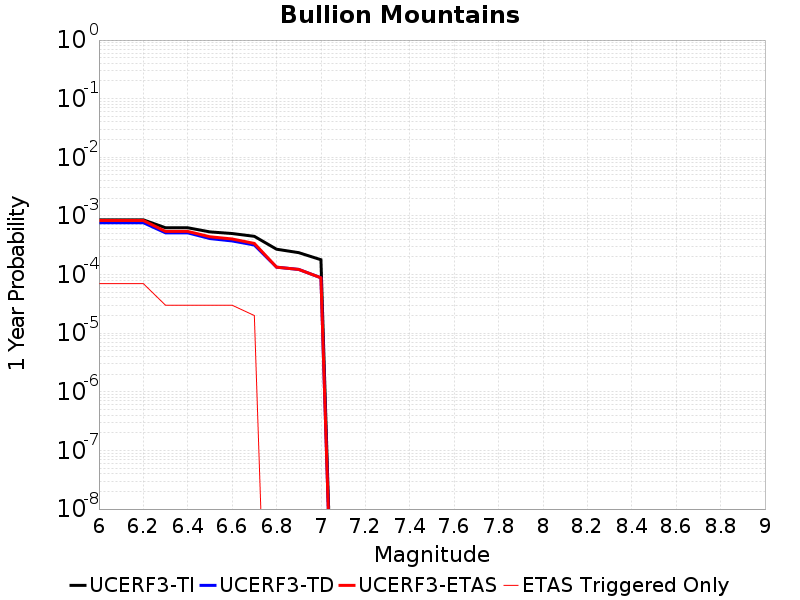 Bullion Mountains
1 Year Probability
10^0
10^-1
10^-2
10^-3
10^-4
10^-5
10^-6
10^-7
10^-8
6 6.2 6.4 6.6 6.8 7 7.2 7.4 7.6 7.8 8 8.2 8.4 8.6 8.8 9
Magnitude
UCERF3-TI UCERF3-TD UCERF3-ETAS ETAS Triggered Only